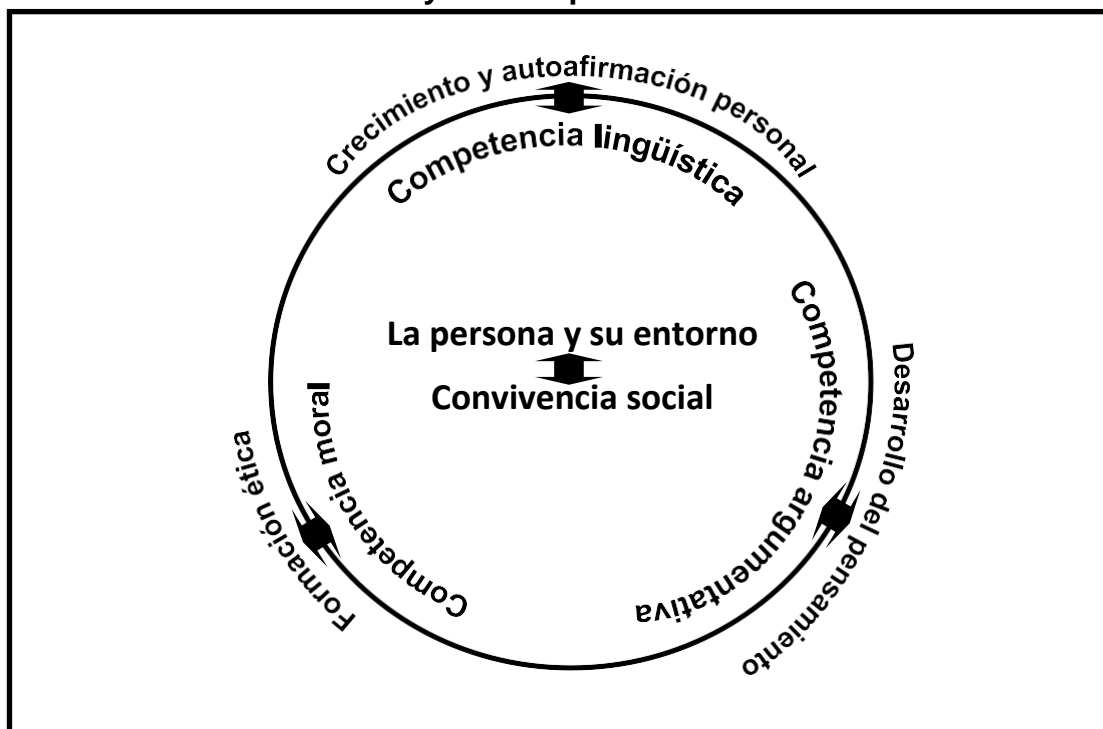 Crecimiento y autoafirmación personal
Competencia lingüística
La persona y su entorno
Convivencia social
Competencia argumentativa
Desarrollo del pensamiento
Competencia moral
Formación ética